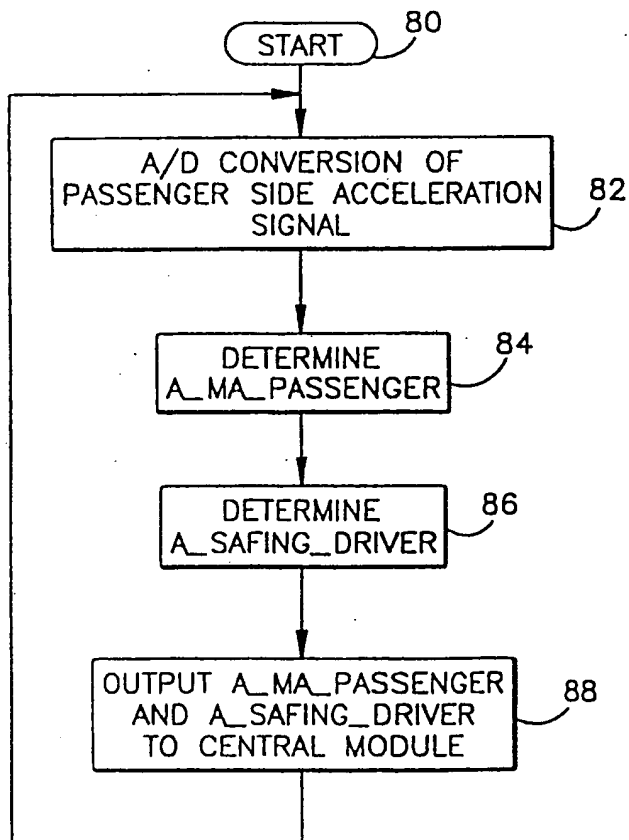 START
80
A/D CONVERSION OF
PASSENGER SIDE ACCELERATION
SIGNAL
82
DETERMINE
A_MA_PASSENGER
84
DETERMINE
A_SAFING_DRIVER
86
OUTPUT A_MA_PASSENGER
AND A_SAFING_DRIVER
TO CENTRAL MODULE
88